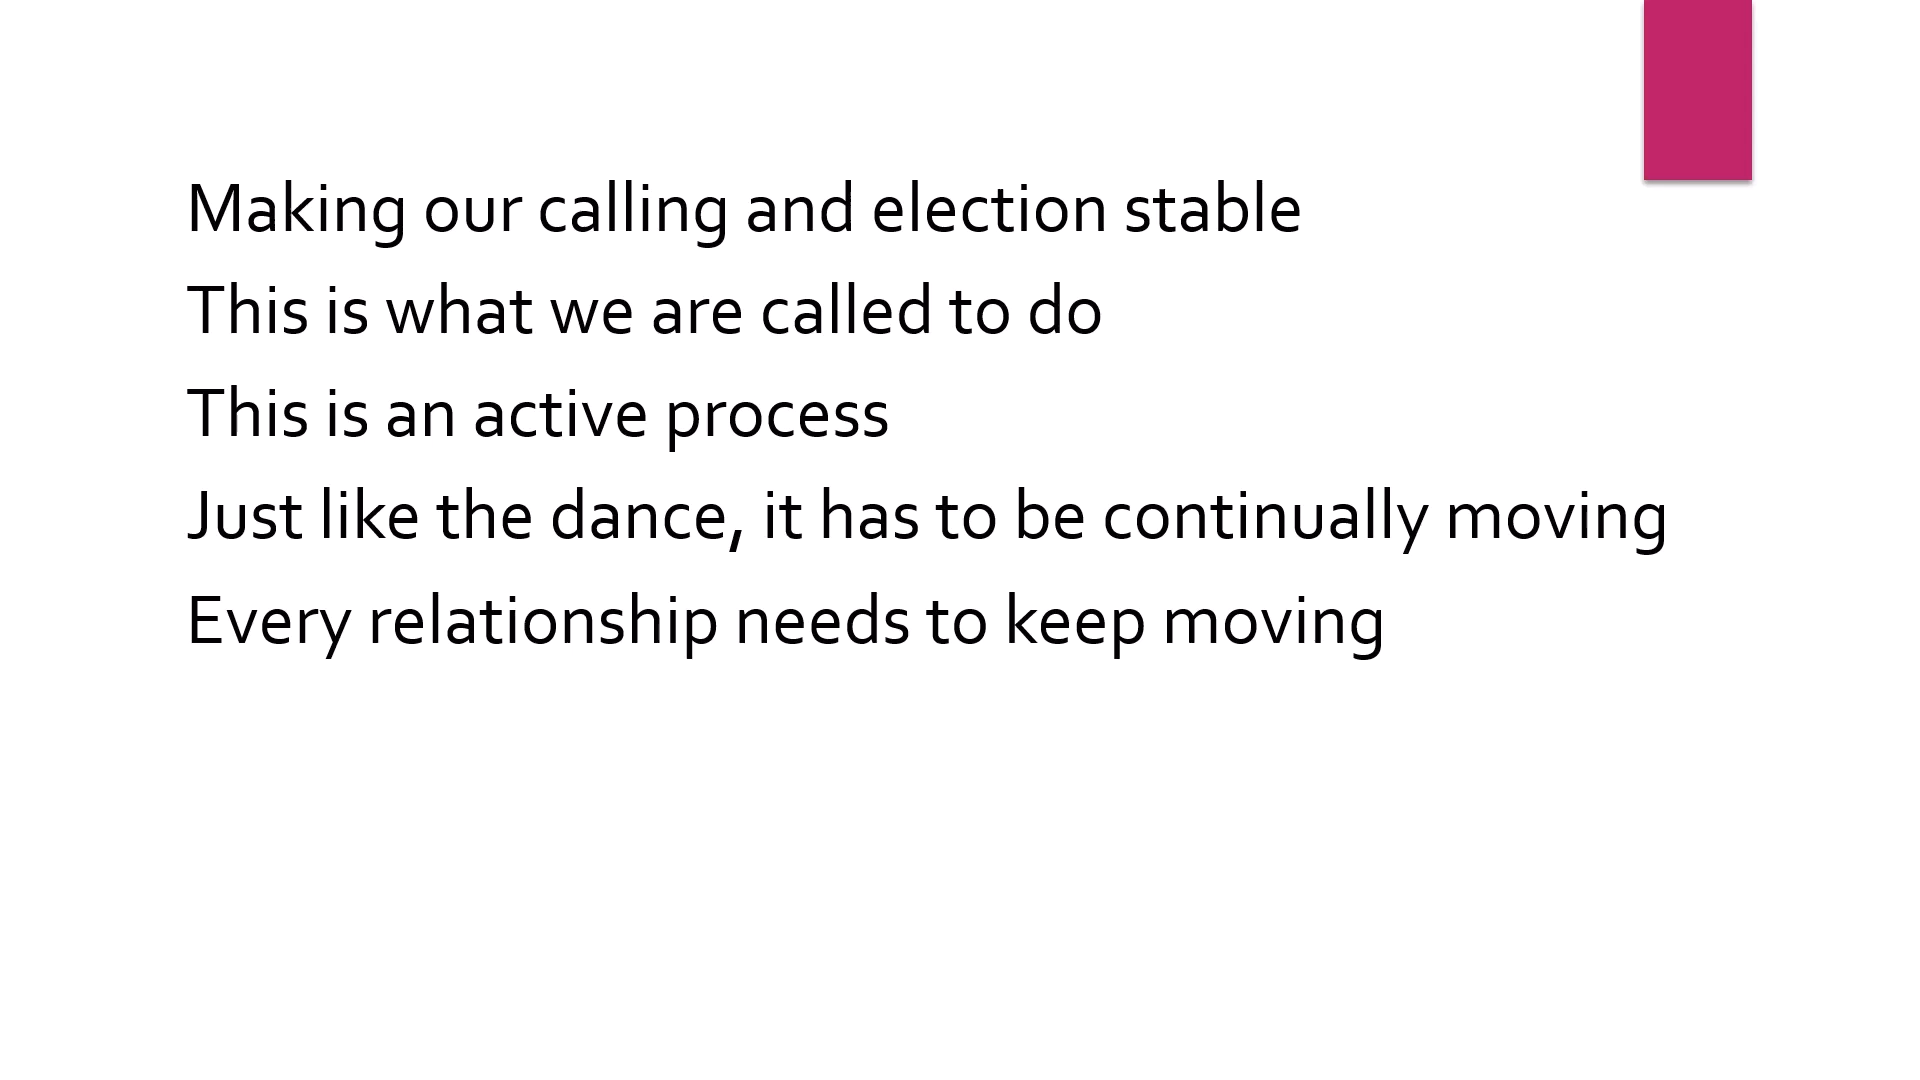 Making our calling and election stable
This is what we are called to do
This is an active process
Just like the dance, it has to be continually moving
Every relationship needs to keep moving